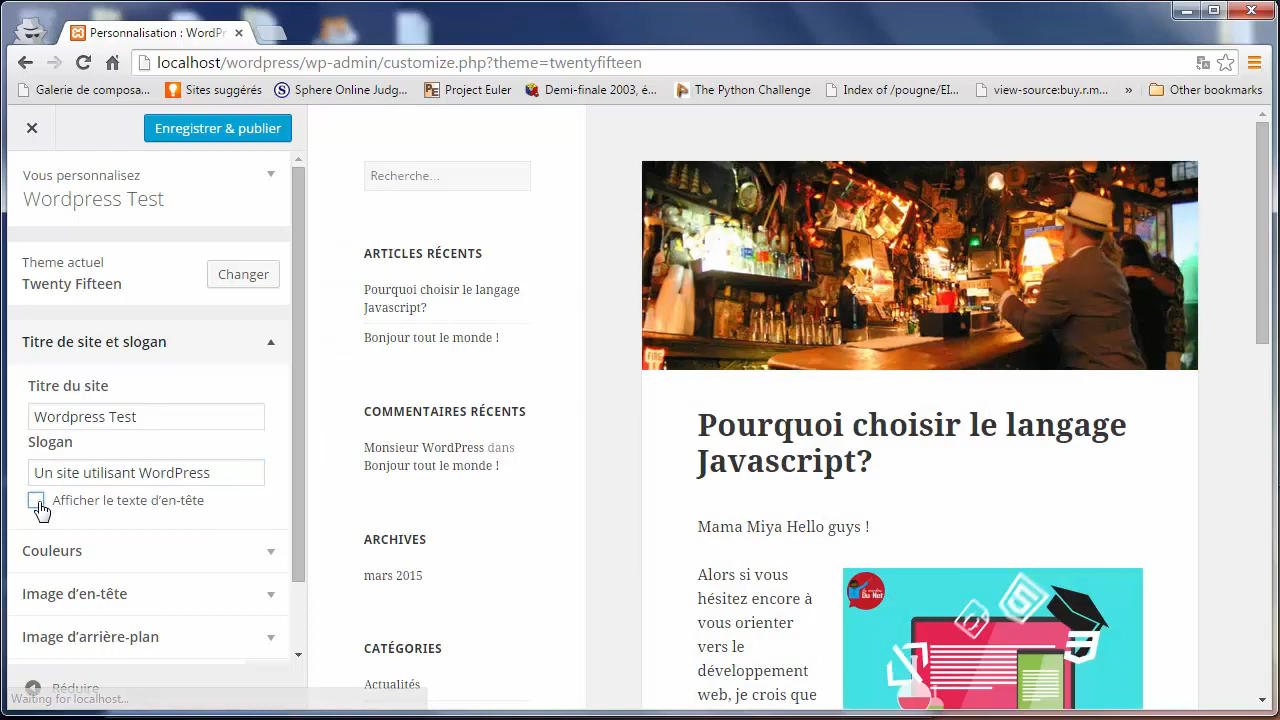 Personnalisation : WordPr
localhost/wordpress/wp-admin/customize.php?theme=twentyfifteen
Galerie de composa...
Sites suggérés
Sphere Online Judg...
Project Euler
Demi-finale 2003, é...
The Python Challenge
Index of /pougne/EI...
view-source:buy.r.m...
»
Other bookmarks
Enregistrer & publier
Vous personnalisez
Wordpress Test
Theme actuel
Twenty Fifteen
Changer
Titre de site et slogan
Titre du site
Wordpress Test
Slogan
Un site utilisant WordPress
Afficher le texte d’en-tête
Couleurs
Image d’en-tête
Image d’arrière-plan
Réduire
Waiting for localhost...
Recherche...
ARTICLES RÉCENTS
Pourquoi choisir le langage
Javascript?
Bonjour tout le monde !
COMMENTAIRES RÉCENTS
Monsieur WordPress dans
Bonjour tout le monde !
ARCHIVES
mars 2015
CATÉGORIES
Actualités
FIRE
Pourquoi choisir le langage
Javascript?
Mama Miya Hello guys !
Alors si vous
hésitez encore à
vous orienter
vers le
développement
web, je crois que
Du Net